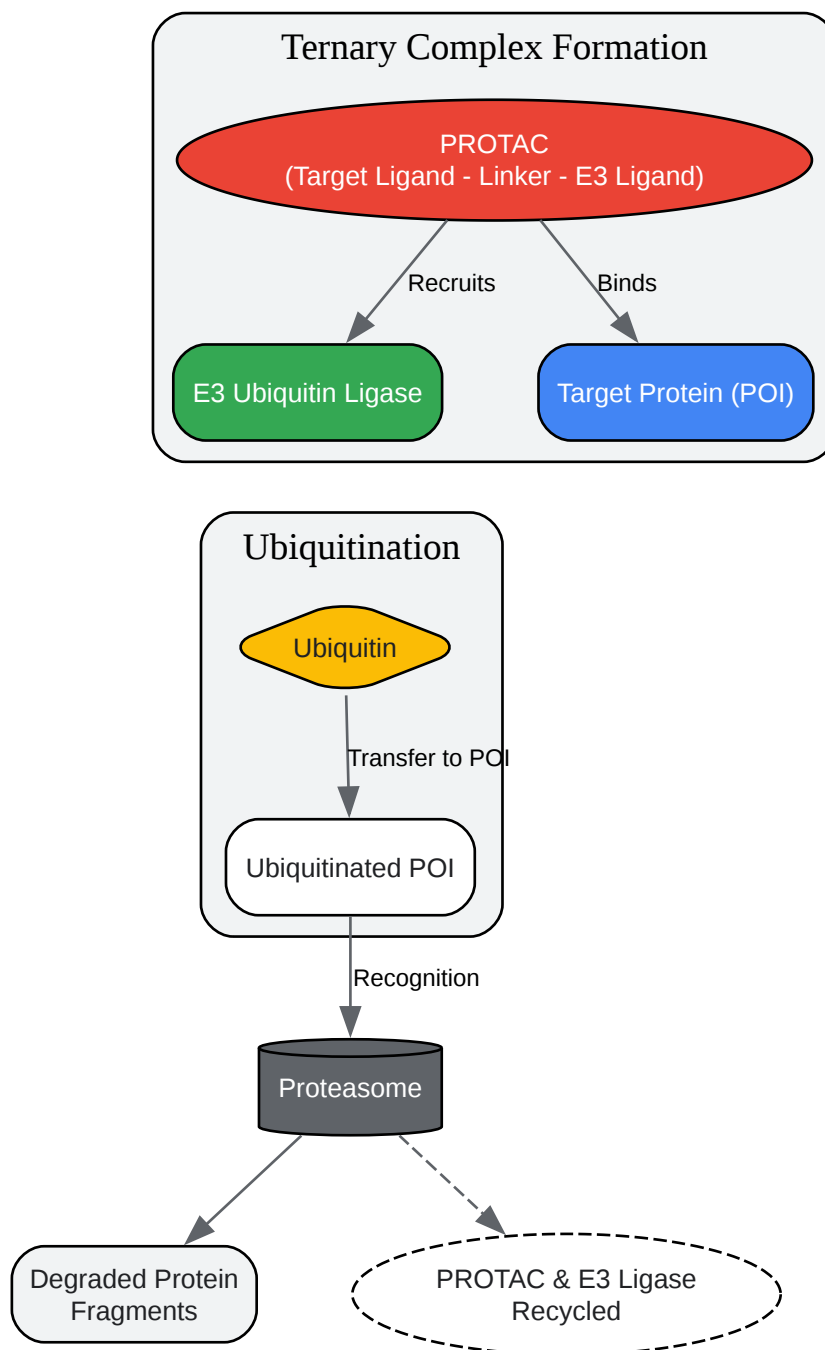 Ternary Complex Formation
PROTAC
(Target Ligand - Linker - E3 Ligand)
Recruits
Binds
E3 Ubiquitin Ligase
Target Protein (POI)
Ubiquitination
Ubiquitin
Transfer to POI
Ubiquitinated POI
Recognition
Proteasome
Degraded Protein
Fragments
PROTAC & E3 Ligase
Recycled